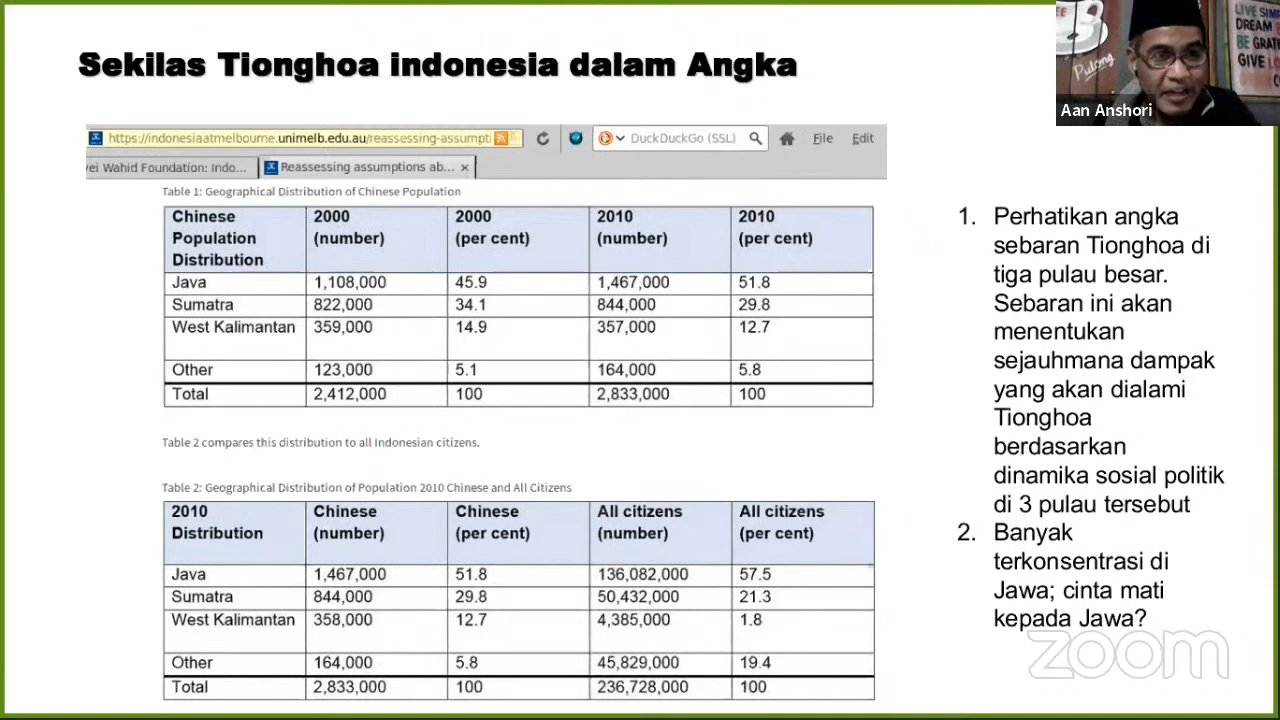 Sekilas Tionghoa indonesia dalam Angka
LIVE SIM
DREAM
BE GRAT
GIVE
Pulong
Aan Anshori
https://indonesiaatmelbourne.unimelb.edu.au/reassessing-assumpti
DuckDuckGo (SSL)
File Edit
ei Wahid Foundation: Indo...
Reassessing assumptions ab... ×
Table 1: Geographical Distribution of Chinese Population
Chinese Population Distribution 2000 (number) 2000 (per cent) 2010 (number) 2010 (per cent)
Java 1,108,000 45.9 1,467,000 51.8
Sumatra 822,000 34.1 844,000 29.8
West Kalimantan 359,000 14.9 357,000 12.7
Other 123,000 5.1 164,000 5.8
Total 2,412,000 100 2,833,000 100
Table 2 compares this distribution to all Indonesian citizens.
Table 2: Geographical Distribution of Population 2010 Chinese and All Citizens
2010 Distribution Chinese (number) Chinese (per cent) All citizens (number) All citizens (per cent)
Java 1,467,000 51.8 136,082,000 57.5
Sumatra 844,000 29.8 50,432,000 21.3
West Kalimantan 358,000 12.7 4,385,000 1.8
Other 164,000 5.8 45,829,000 19.4
Total 2,833,000 100 236,728,000 100
1. Perhatikan angka
sebaran Tionghoa di
tiga pulau besar.
Sebaran ini akan
menentukan
sejauhmana dampak
yang akan dialami
Tionghoa
berdasarkan
dinamika sosial politik
di 3 pulau tersebut
2. Banyak
terkonsentrasi di
Jawa; cinta mati
kepada Jawa?
zoom